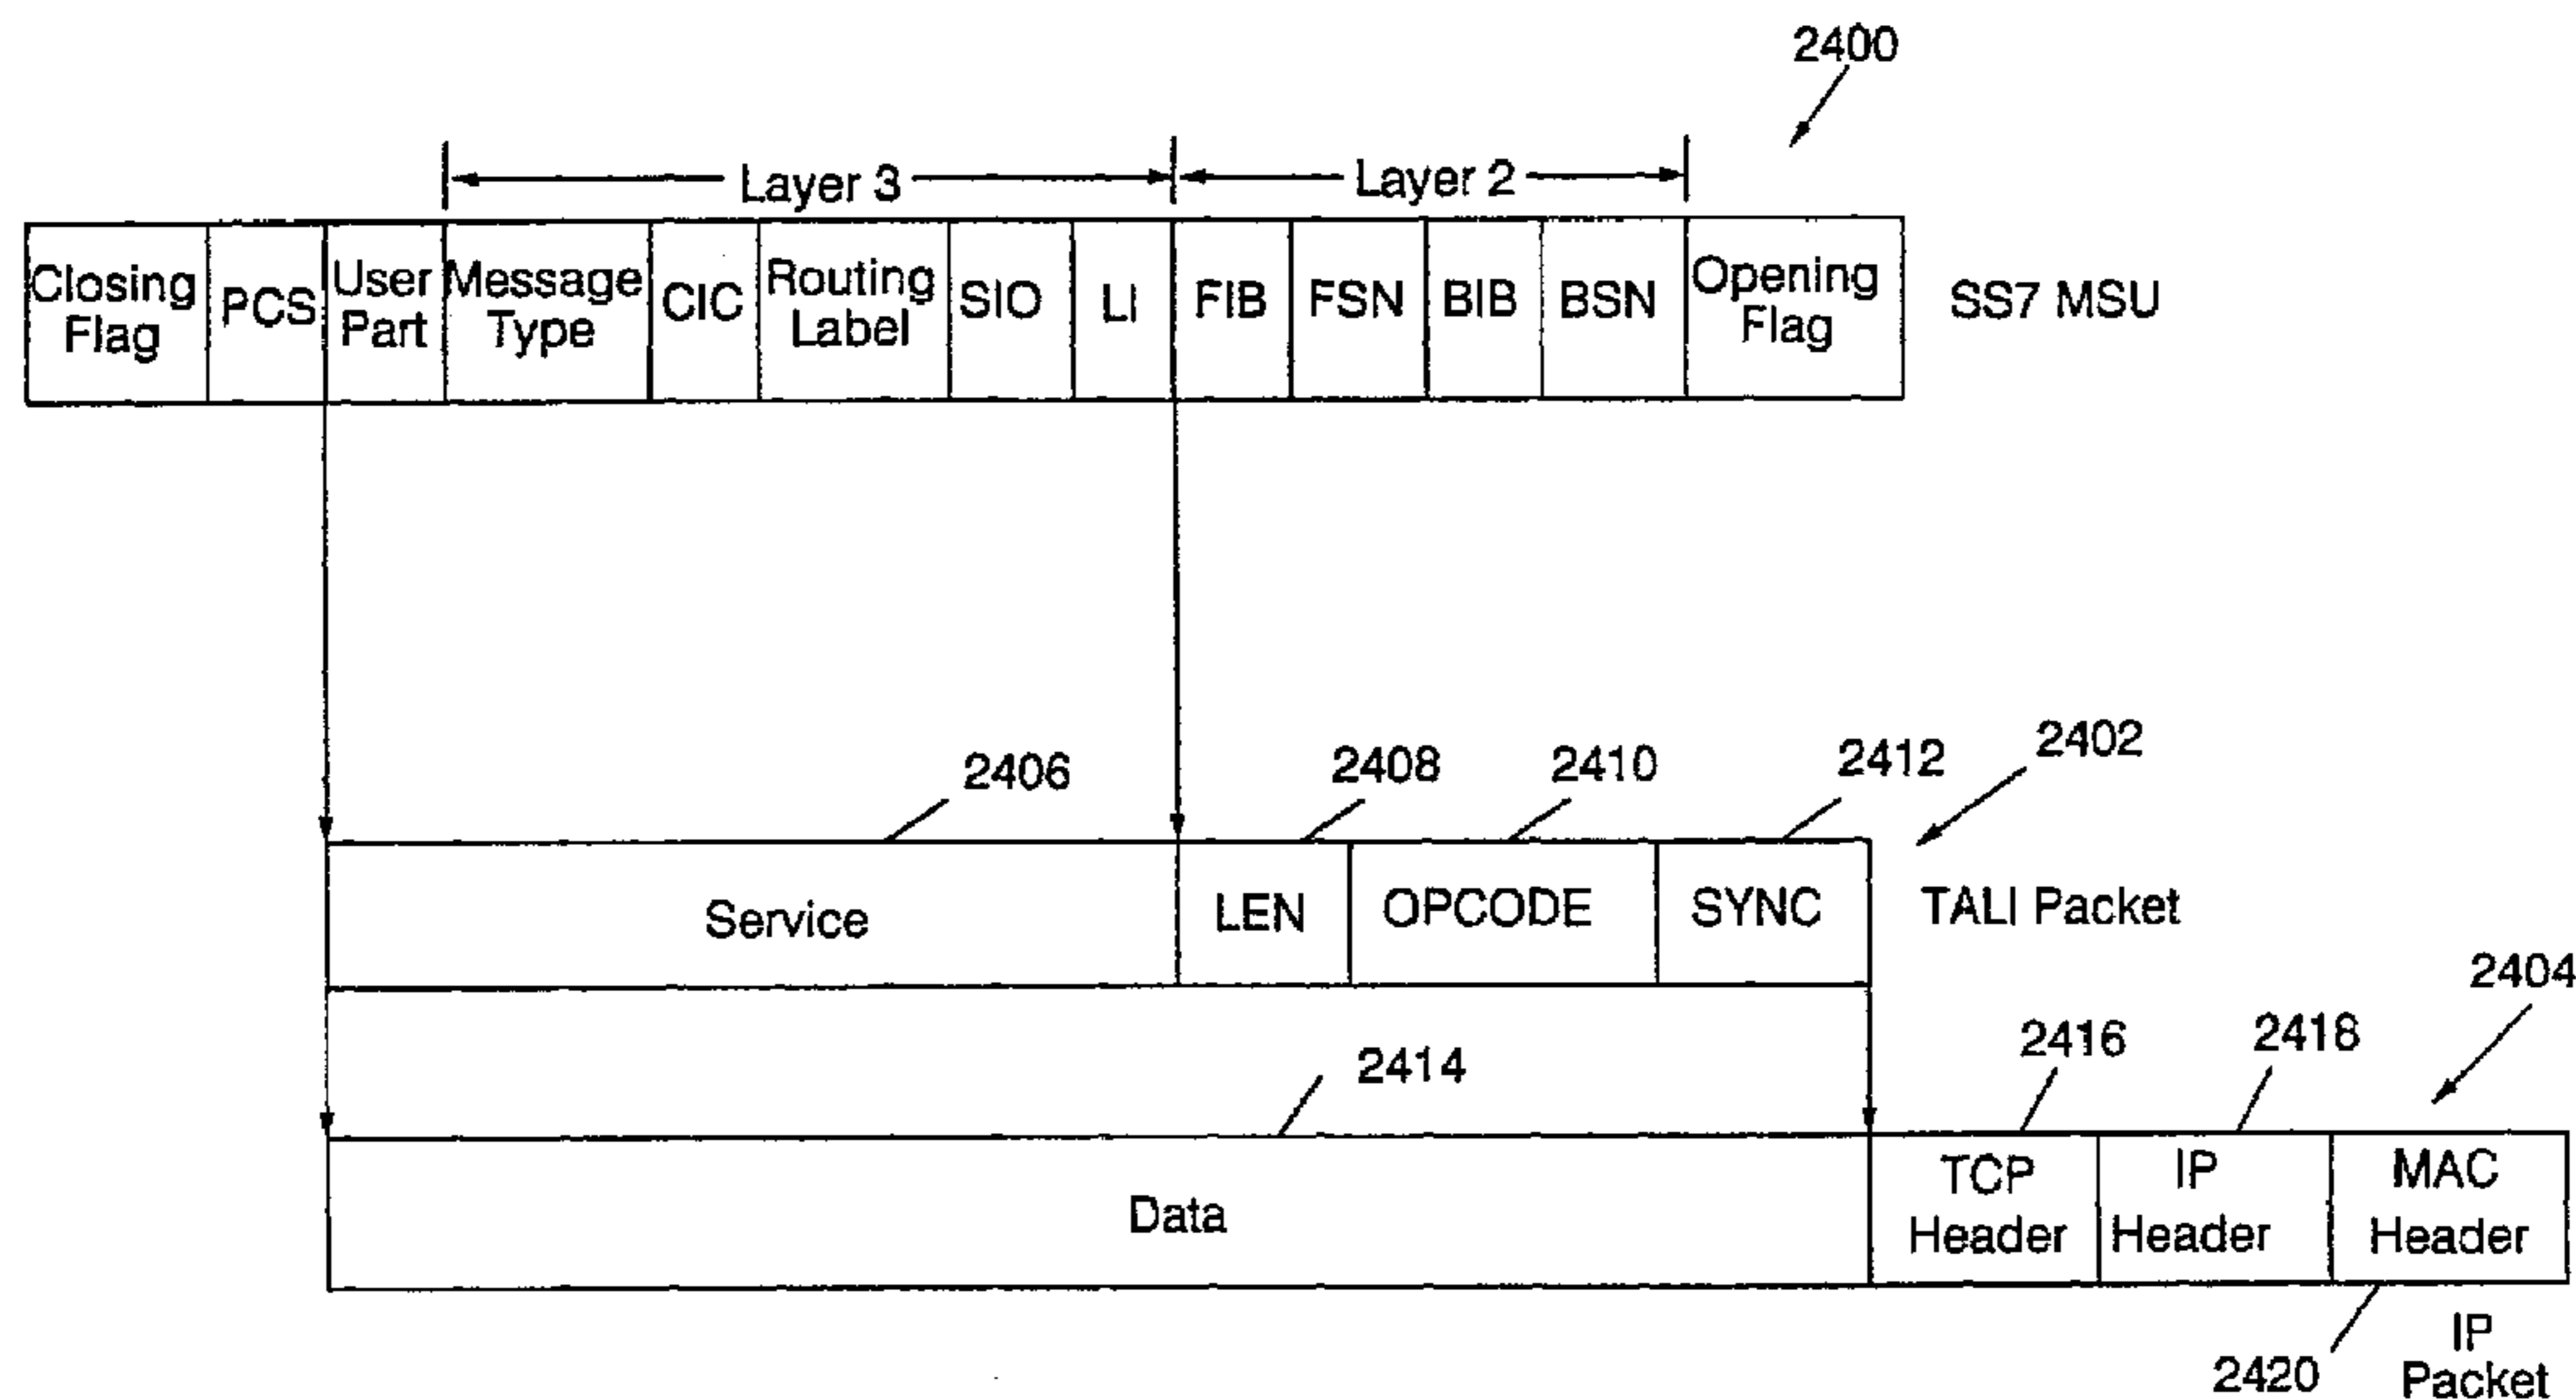 2400
Layer 3
Layer 2
Closing Flag
PCS
User Part
Message Type
CIC
Routing Label
SIO
LI
FIB
FSN
BIB
BSN
Opening Flag
SS7 MSU
2406
2408
2410
2412
2402
Service
LEN
OPCODE
SYNC
TALI Packet
2404
2414
2416
2418
Data
TCP Header
IP Header
MAC Header
2420
IP Packet